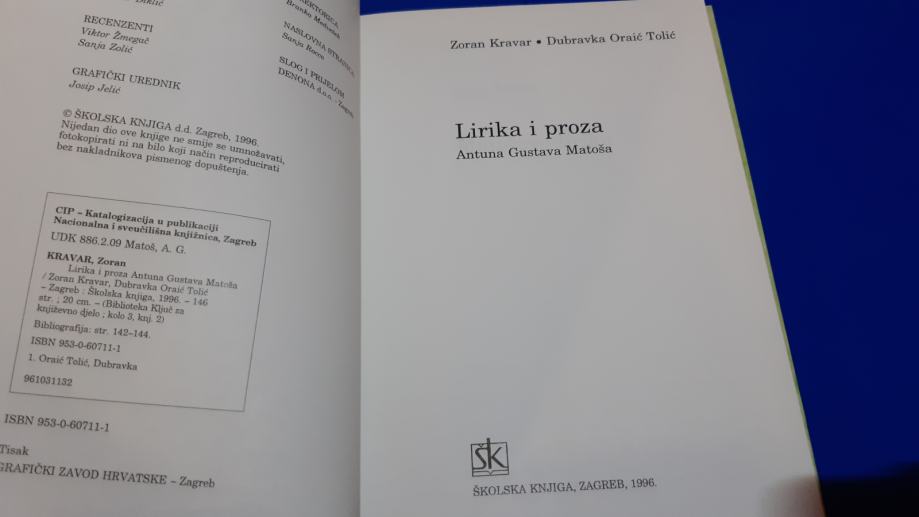 RECENZENTI
Viktor Žmegač
Sanja Zolić
GRAFIČKI UREDNIK
Josip Jelić
© ŠKOLSKA KNJIGA d.d. Zagreb, 1996.
Nijedan dio ove knjige ne smije se umnožavati,
fotokopirati ni na bilo koji način reproducirati
bez nakladnikova pismenog dopuštenja.
NASLOVNA STRANICA
Sanja Rocco
SLOG I PRIJELOM
DENONA d.o.o. - Zagreb
CIP – Katalogizacija u publikaciji
Nacionalna i sveučilišna knjižnica, Zagreb
UDK 886.2.09 Matoš, A. G.
KRAVAR, Zoran
Lirika i proza Antuna Gustava Matoša
/ Zoran Kravar, Dubravka Oraić Tolić
– Zagreb : Školska knjiga, 1996. – 146
str. ; 20 cm. – (Biblioteka Ključ za
književno djelo ; kolo 3, knj. 2)
Bibliografija: str. 142–144.
ISBN 953-0-60711-1
1. Oraić Tolić, Dubravka
961031132
ISBN 953-0-60711-1
Tisak
GRAFIČKI ZAVOD HRVATSKE – Zagreb
Zoran Kravar • Dubravka Oraić Tolić
Lirika i proza
Antuna Gustava Matoša
šk
ŠKOLSKA KNJIGA, ZAGREB, 1996.